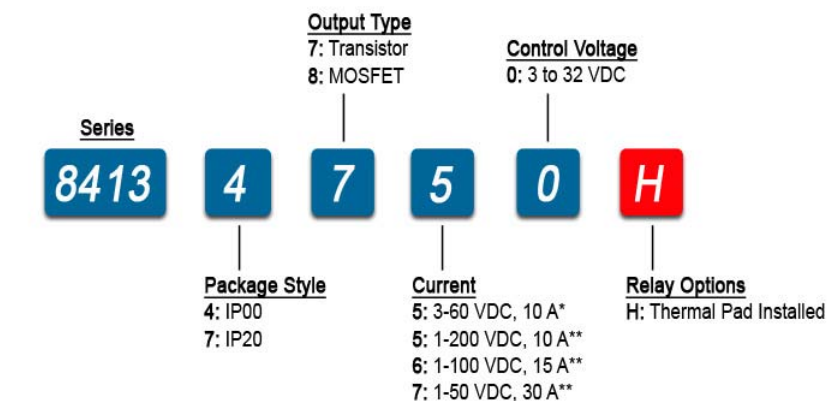 Output Type
7: Transistor
8: MOSFET
Control Voltage
0: 3 to 32 VDC
Series
8413 4 7 5 0 H
Package Style
4: IP00
7: IP20
Current
5: 3-60 VDC, 10 A*
5: 1-200 VDC, 10 A**
6: 1-100 VDC, 15 A**
7: 1-50 VDC, 30 A**
Relay Options
H: Thermal Pad Installed